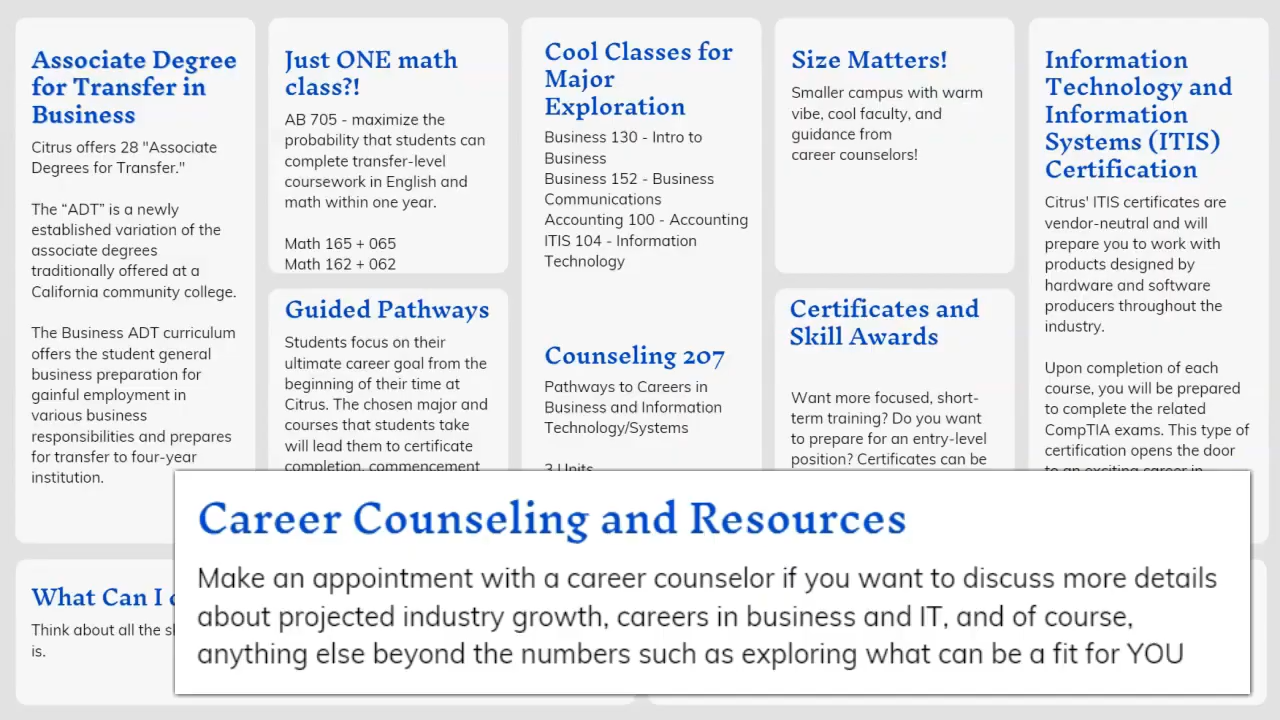 Associate Degree
for Transfer in
Business
Citrus offers 28 "Associate
Degrees for Transfer."
The “ADT” is a newly
established variation of the
associate degrees
traditionally offered at a
California community college.
The Business ADT curriculum
offers the student general
business preparation for
gainful employment in
various business
responsibilities and prepares
for transfer to four-year
institution.
Just ONE math
class?!
AB 705 - maximize the
probability that students can
complete transfer-level
coursework in English and
math within one year.
Math 165 + 065
Math 162 + 062
Guided Pathways
Students focus on their
ultimate career goal from the
beginning of their time at
Citrus. The chosen major and
courses that students take
will lead them to certificate
completion, commencement
Cool Classes for
Major
Exploration
Business 130 - Intro to
Business
Business 152 - Business
Communications
Accounting 100 - Accounting
ITIS 104 - Information
Technology
Counseling 207
Pathways to Careers in
Business and Information
Technology/Systems
3 Units
Size Matters!
Smaller campus with warm
vibe, cool faculty, and
guidance from
career counselors!
Certificates and
Skill Awards
Want more focused, short-
term training? Do you want
to prepare for an entry-level
position? Certificates can be
Information
Technology and
Information
Systems (ITIS)
Certification
Citrus' ITIS certificates are
vendor-neutral and will
prepare you to work with
products designed by
hardware and software
producers throughout the
industry.
Upon completion of each
course, you will be prepared
to complete the related
CompTIA exams. This type of
certification opens the door
to an exciting career in
What Can I
Think about all the
is.
Career Counseling and Resources
Make an appointment with a career counselor if you want to discuss more details
about projected industry growth, careers in business and IT, and of course,
anything else beyond the numbers such as exploring what can be a fit for YOU